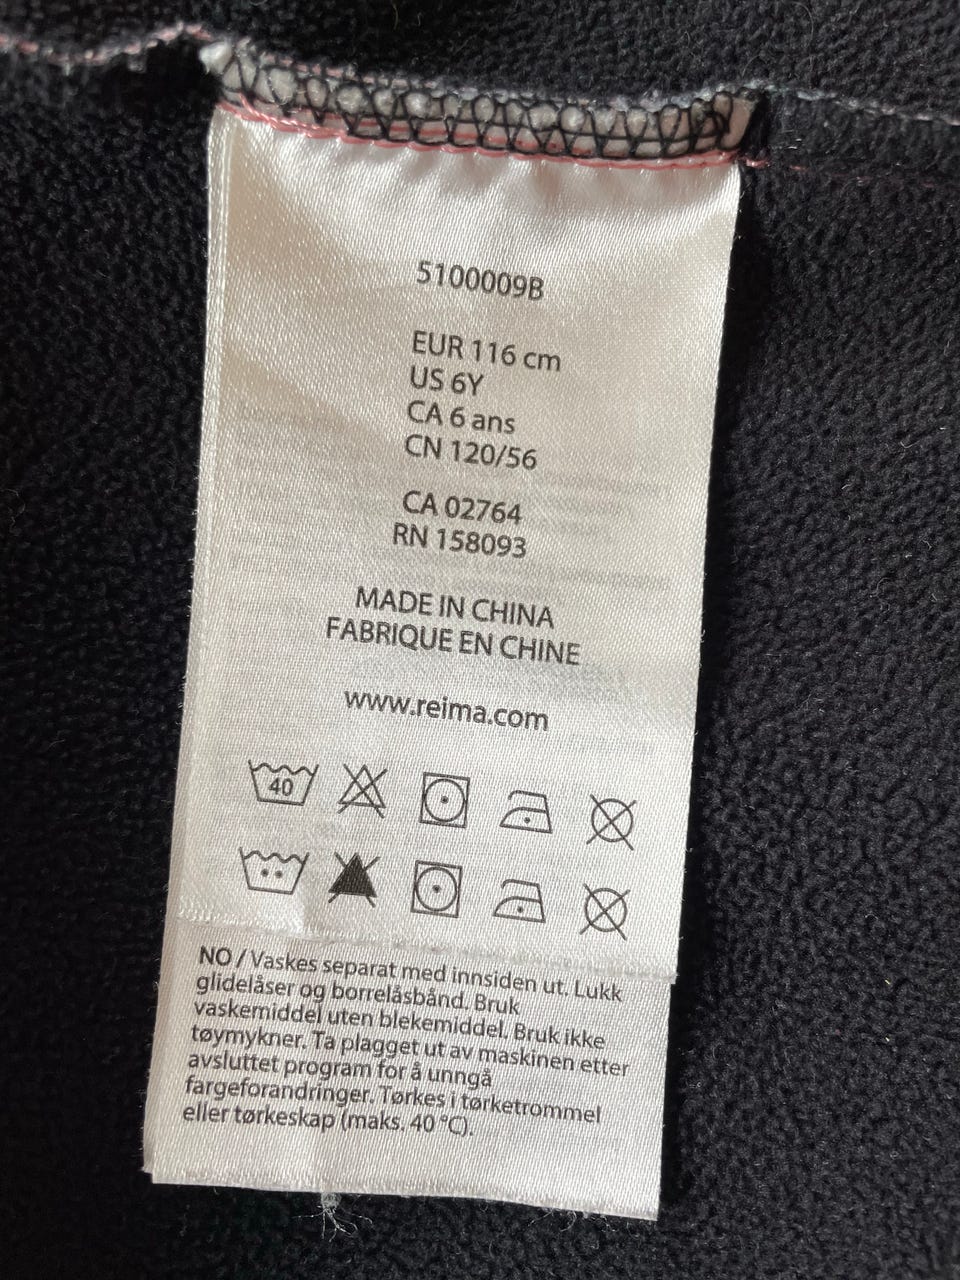 5100009B
EUR 116 cm
US 6Y
CA 6 ans
CN 120/56
CA 02764
RN 158093
MADE IN CHINA
FABRIQUE EN CHINE
www.reima.com
40
NO / Vaskes separat med innsiden ut. Lukk
glidelåser og borrelåsbånd. Bruk
vaskemiddel uten blekemiddel. Bruk ikke
tøymykner. Ta plagget ut av maskinen etter
avsluttet program for å unngå
fargeforandringer. Tørkes i tørketrommel
eller tørkeskap (maks. 40 °C).